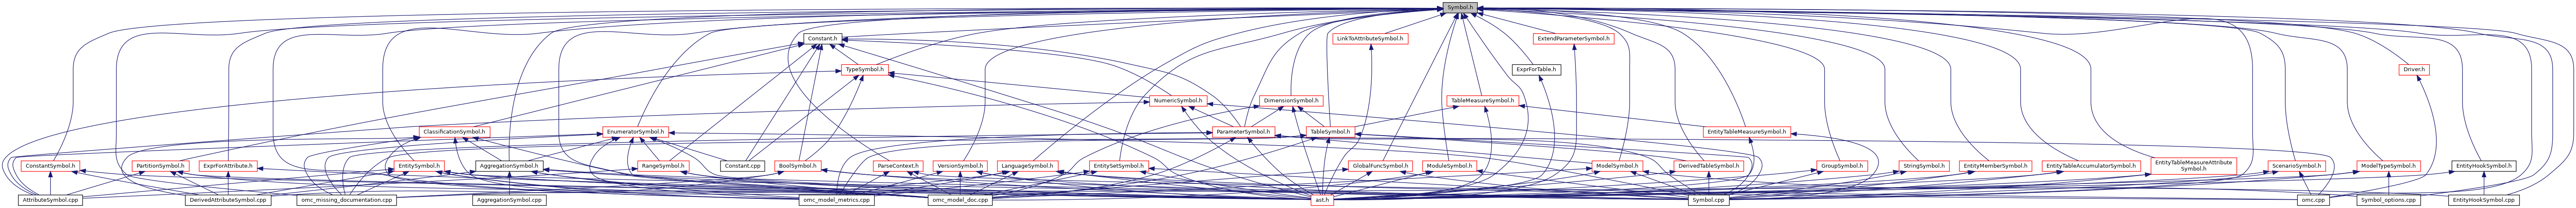 Symbol.h
Constant.h
LinkToAttributeSymbol.h
ExtendParameterSymbol.h
TypeSymbol.h
ExprForTable.h
Driver.h
NumericSymbol.h
DimensionSymbol.h
TableMeasureSymbol.h
ClassificationSymbol.h
EnumeratorSymbol.h
ParameterSymbol.h
TableSymbol.h
EntityTableMeasureSymbol.h
ConstantSymbol.h
PartitionSymbol.h
ExprForAttribute.h
EntitySymbol.h
AggregationSymbol.h
RangeSymbol.h
Constant.cpp
BoolSymbol.h
ParseContext.h
VersionSymbol.h
LanguageSymbol.h
EntitySetSymbol.h
GlobalFuncSymbol.h
ModuleSymbol.h
ModelSymbol.h
DerivedTableSymbol.h
GroupSymbol.h
StringSymbol.h
EntityMemberSymbol.h
EntityTableAccumulatorSymbol.h
EntityTableMeasureAttribute
Symbol.h
ScenarioSymbol.h
ModelTypeSymbol.h
EntityHookSymbol.h
AttributeSymbol.cpp
DerivedAttributeSymbol.cpp
omc_missing_documentation.cpp
AggregationSymbol.cpp
omc_model_metrics.cpp
omc_model_doc.cpp
ast.h
Symbol.cpp
omc.cpp
Symbol_options.cpp
EntityHookSymbol.cpp